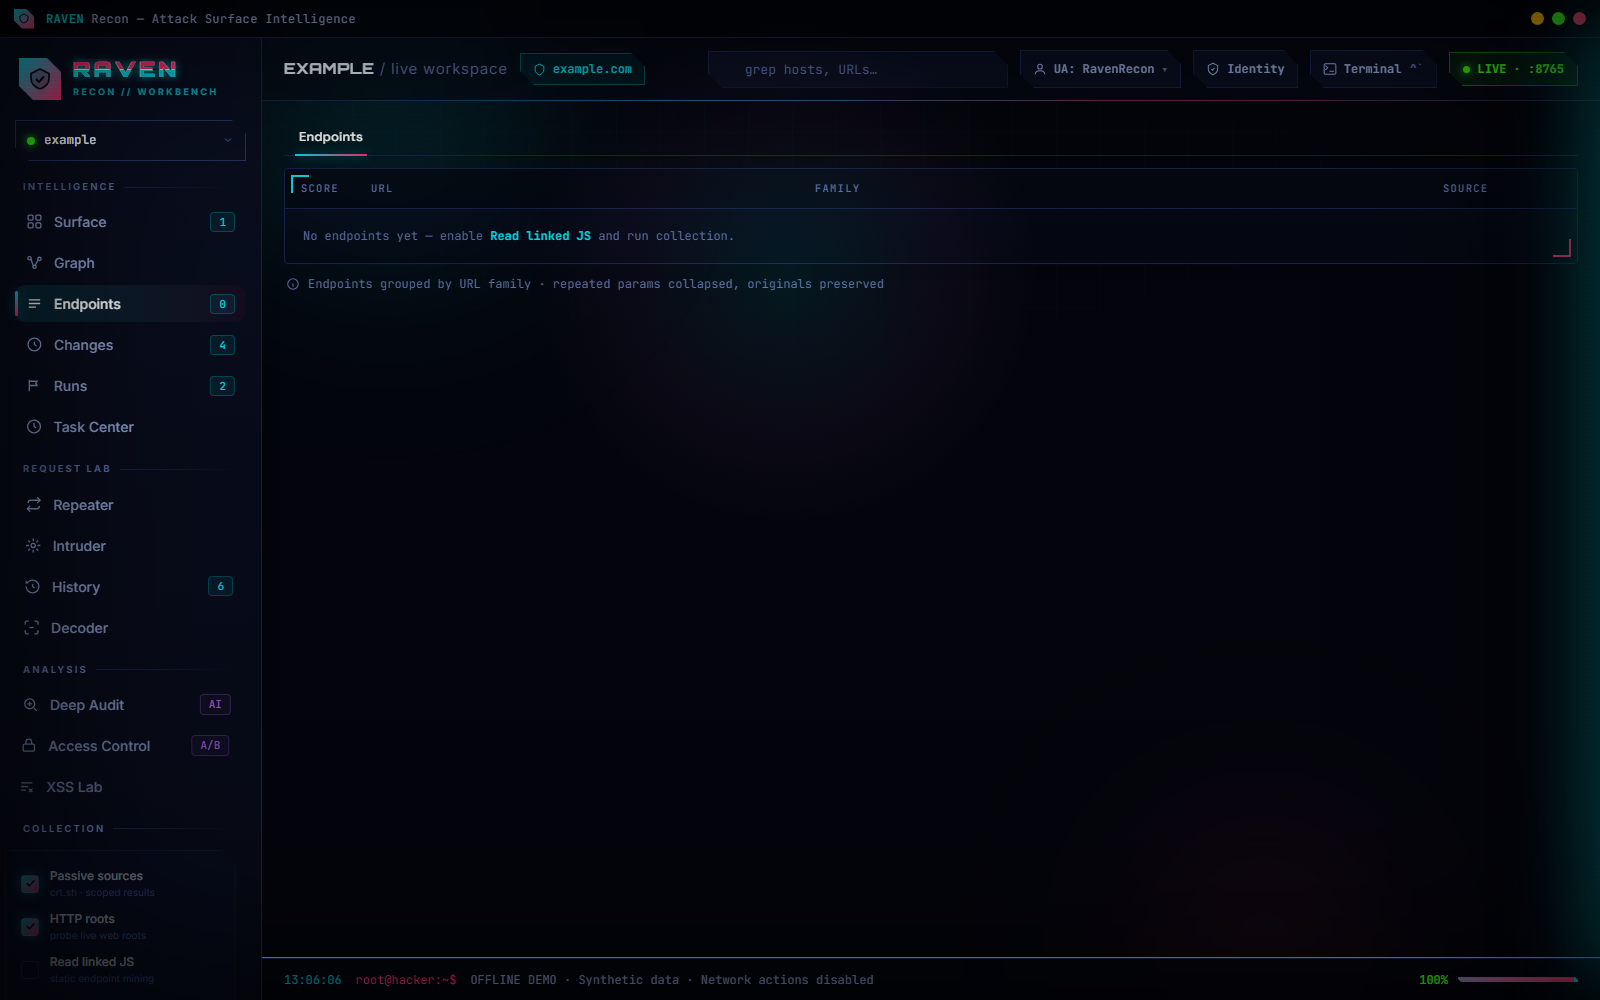 RAVEN Recon — Attack Surface Intelligence
RAVEN
RECON // WORKBENCH
example
INTELLIGENCE
Surface 1
Graph
Endpoints 0
Changes 4
Runs 2
Task Center
REQUEST LAB
Repeater
Intruder
History 6
Decoder
ANALYSIS
Deep Audit AI
Access Control A/B
XSS Lab
COLLECTION
Passive sources
crt.sh · scoped results
HTTP roots
probe live web roots
Read linked JS
static endpoint mining
EXAMPLE / live workspace
example.com
grep hosts, URLs…
UA: RavenRecon ▾
Identity
Terminal ^`
LIVE · :8765
Endpoints
SCORE URL FAMILY SOURCE
No endpoints yet — enable Read linked JS and run collection.
Endpoints grouped by URL family · repeated params collapsed, originals preserved
13:06:06 root@hacker:~$ OFFLINE DEMO · Synthetic data · Network actions disabled
100%